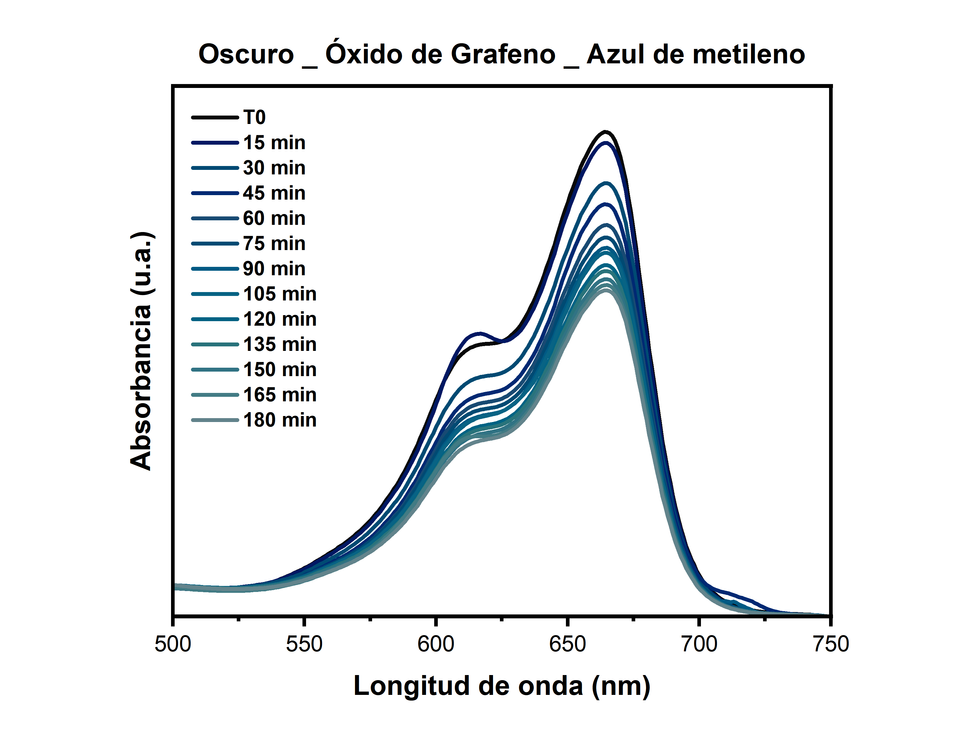 Oscuro _ Óxido de Grafeno _ Azul de metileno
T0
15 min
30 min
45 min
60 min
75 min
90 min
105 min
120 min
135 min
150 min
165 min
180 min
Absorbancia (u.a.)
500 550 600 650 700 750
Longitud de onda (nm)